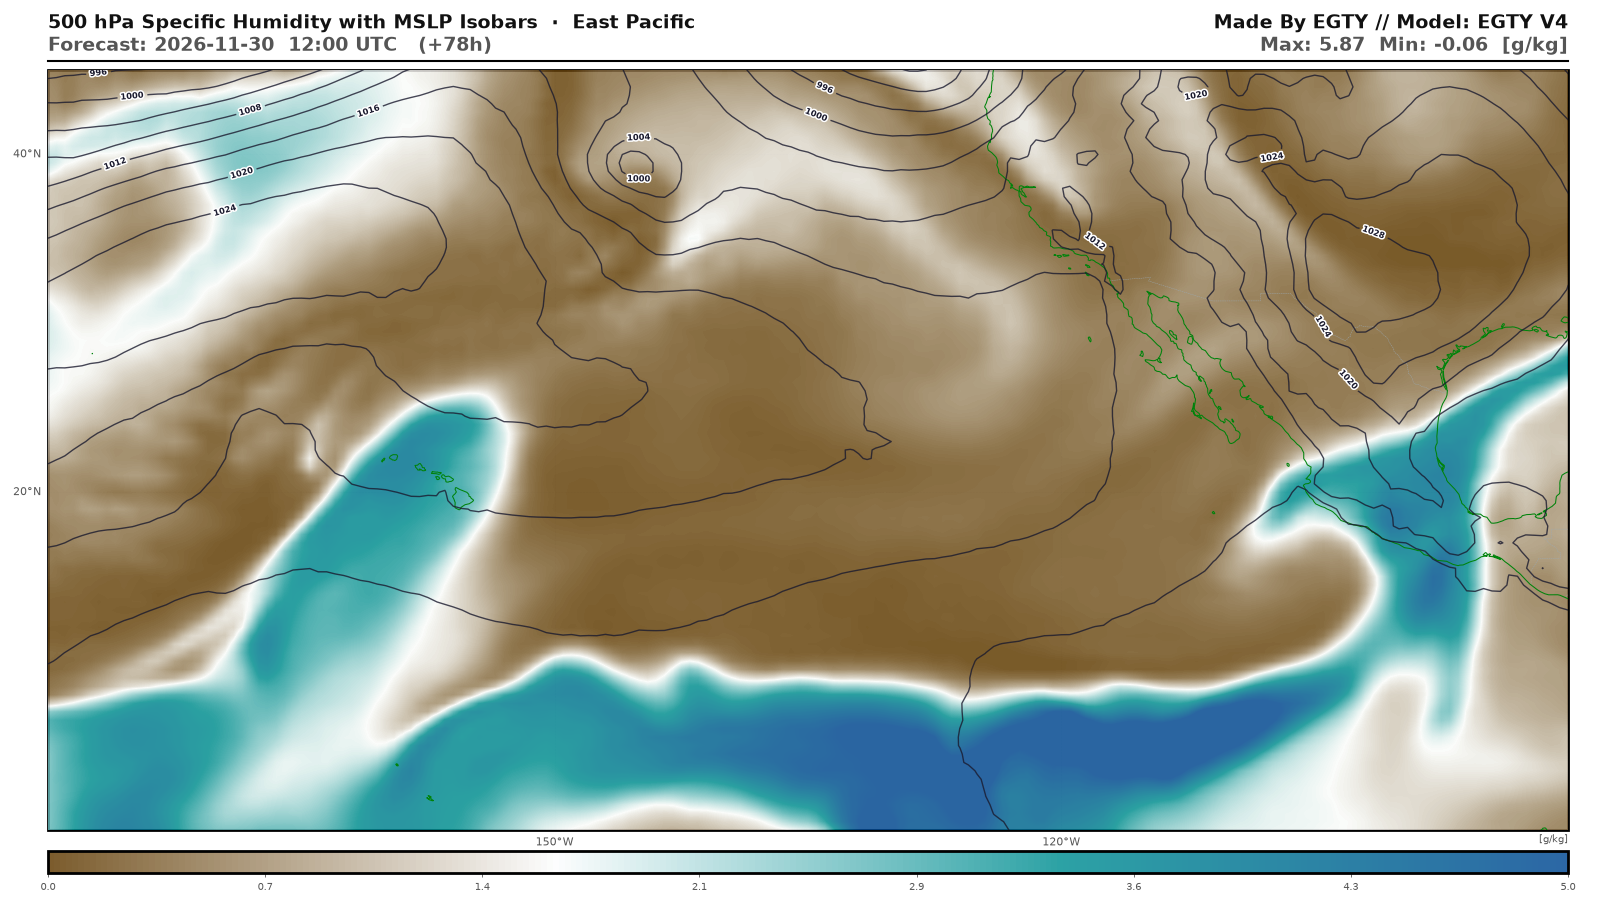 500 hPa Specific Humidity with MSLP Isobars · East Pacific
Made By EGTY // Model: EGTY V4
Forecast: 2026-11-30 12:00 UTC (+78h)
Max: 5.87 Min: -0.06 [g/kg]
996
1000
1008
1016
1012
1020
1024
1004
1000
996
1000
1020
1024
1028
1012
1024
1020
40°N
20°N
150°W
120°W
[g/kg]
0.0
0.7
1.4
2.1
2.9
3.6
4.3
5.0